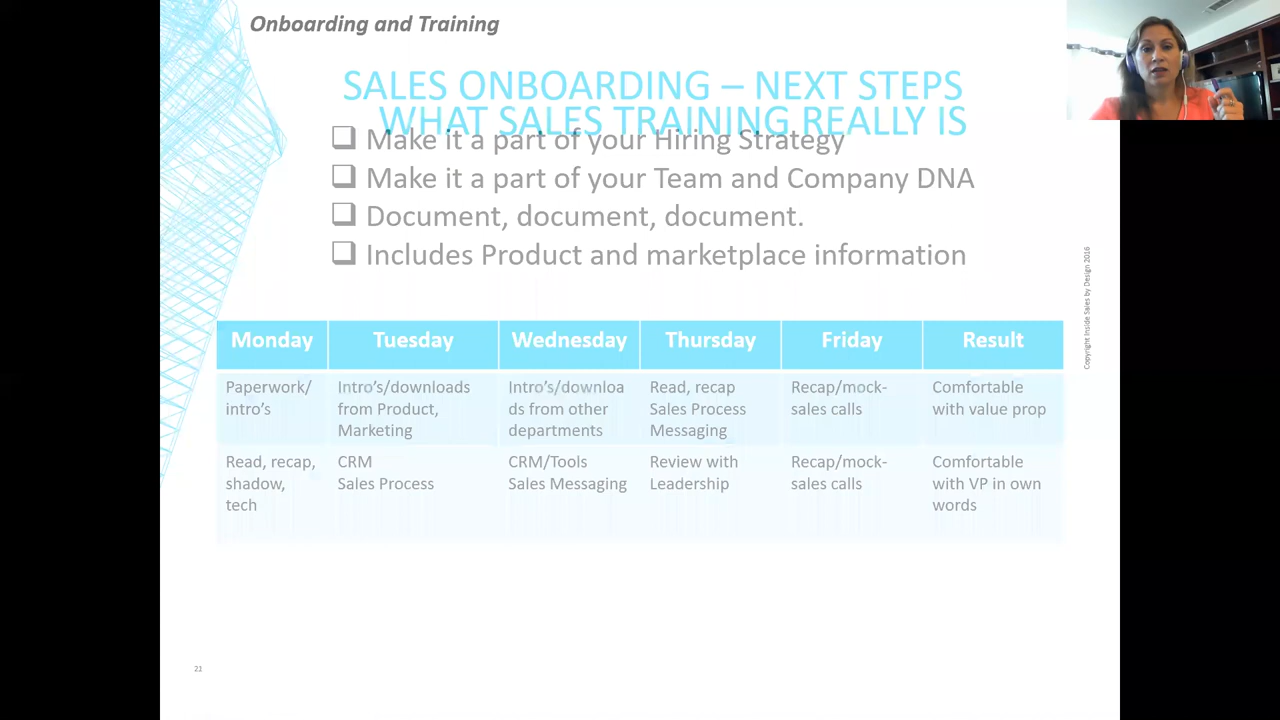 Onboarding and Training
SALES ONBOARDING – NEXT STEPS
WHAT SALES TRAINING REALLY IS
❑ Make it a part of your Hiring Strategy
❑ Make it a part of your Team and Company DNA
❑ Document, document, document.
❑ Includes Product and marketplace information
Monday Tuesday Wednesday Thursday Friday Result
Paperwork/
intro's
Intro's/downloads
from Product,
Marketing
Intro's/downloa
ds from other
departments
Read, recap
Sales Process
Messaging
Recap/mock-
sales calls
Comfortable
with value prop
Read, recap,
shadow,
tech
CRM
Sales Process
CRM/Tools
Sales Messaging
Review with
Leadership
Recap/mock-
sales calls
Comfortable
with VP in own
words
Copyright Inside Sales by Design 2016
21